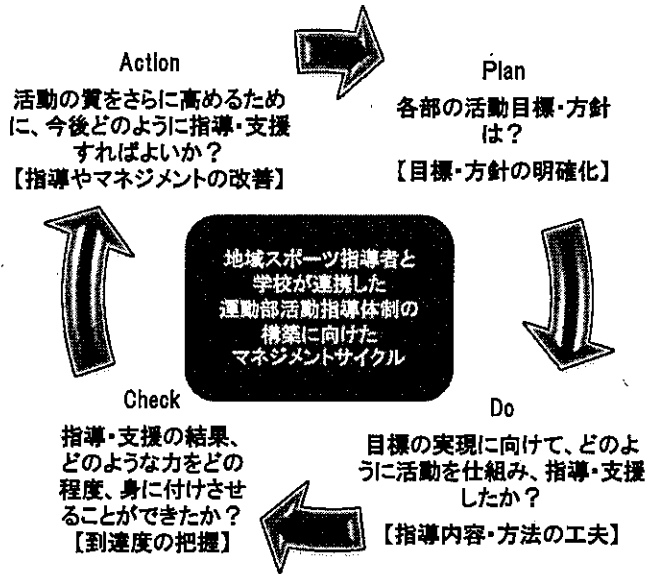 Action
活動の質をさらに高めるため
に、今後どのように指導・支援
すればよいか？
【指導やマネジメントの改善】
Plan
各部の活動目標・方針
は？
【目標・方針の明確化】
地域スポーツ指導者と
学校が連携した
運動部活動指導体制の
構築に向けた
マネジメントサイクル
Check
指導・支援の結果、
どのような力をどの
程度、身に付けさせ
ることができたか？
【到達度の把握】
Do
目標の実現に向けて、どのよ
うに活動を仕組み、指導・支援
したか？
【指導内容・方法の工夫】